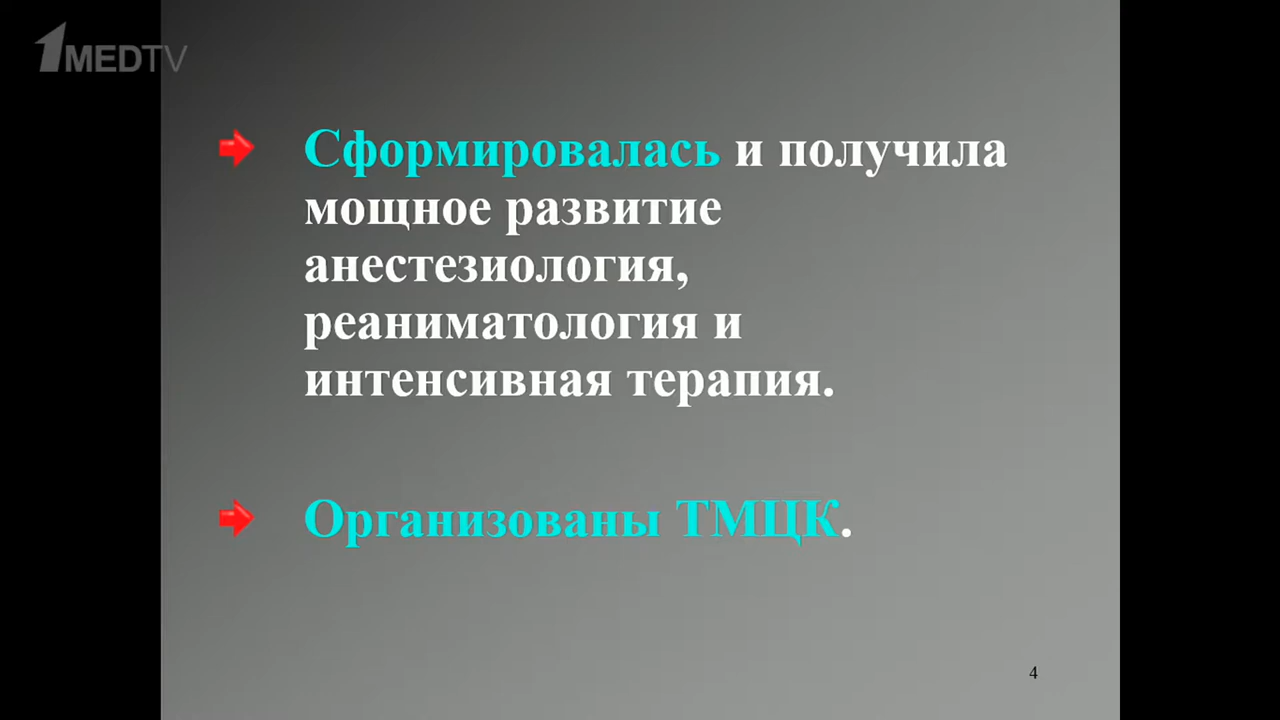 1MEDTV
Сформировалась и получила
мощное развитие
анестезиология,
реаниматология и
интенсивная терапия.
Организованы ТМЦК.
4